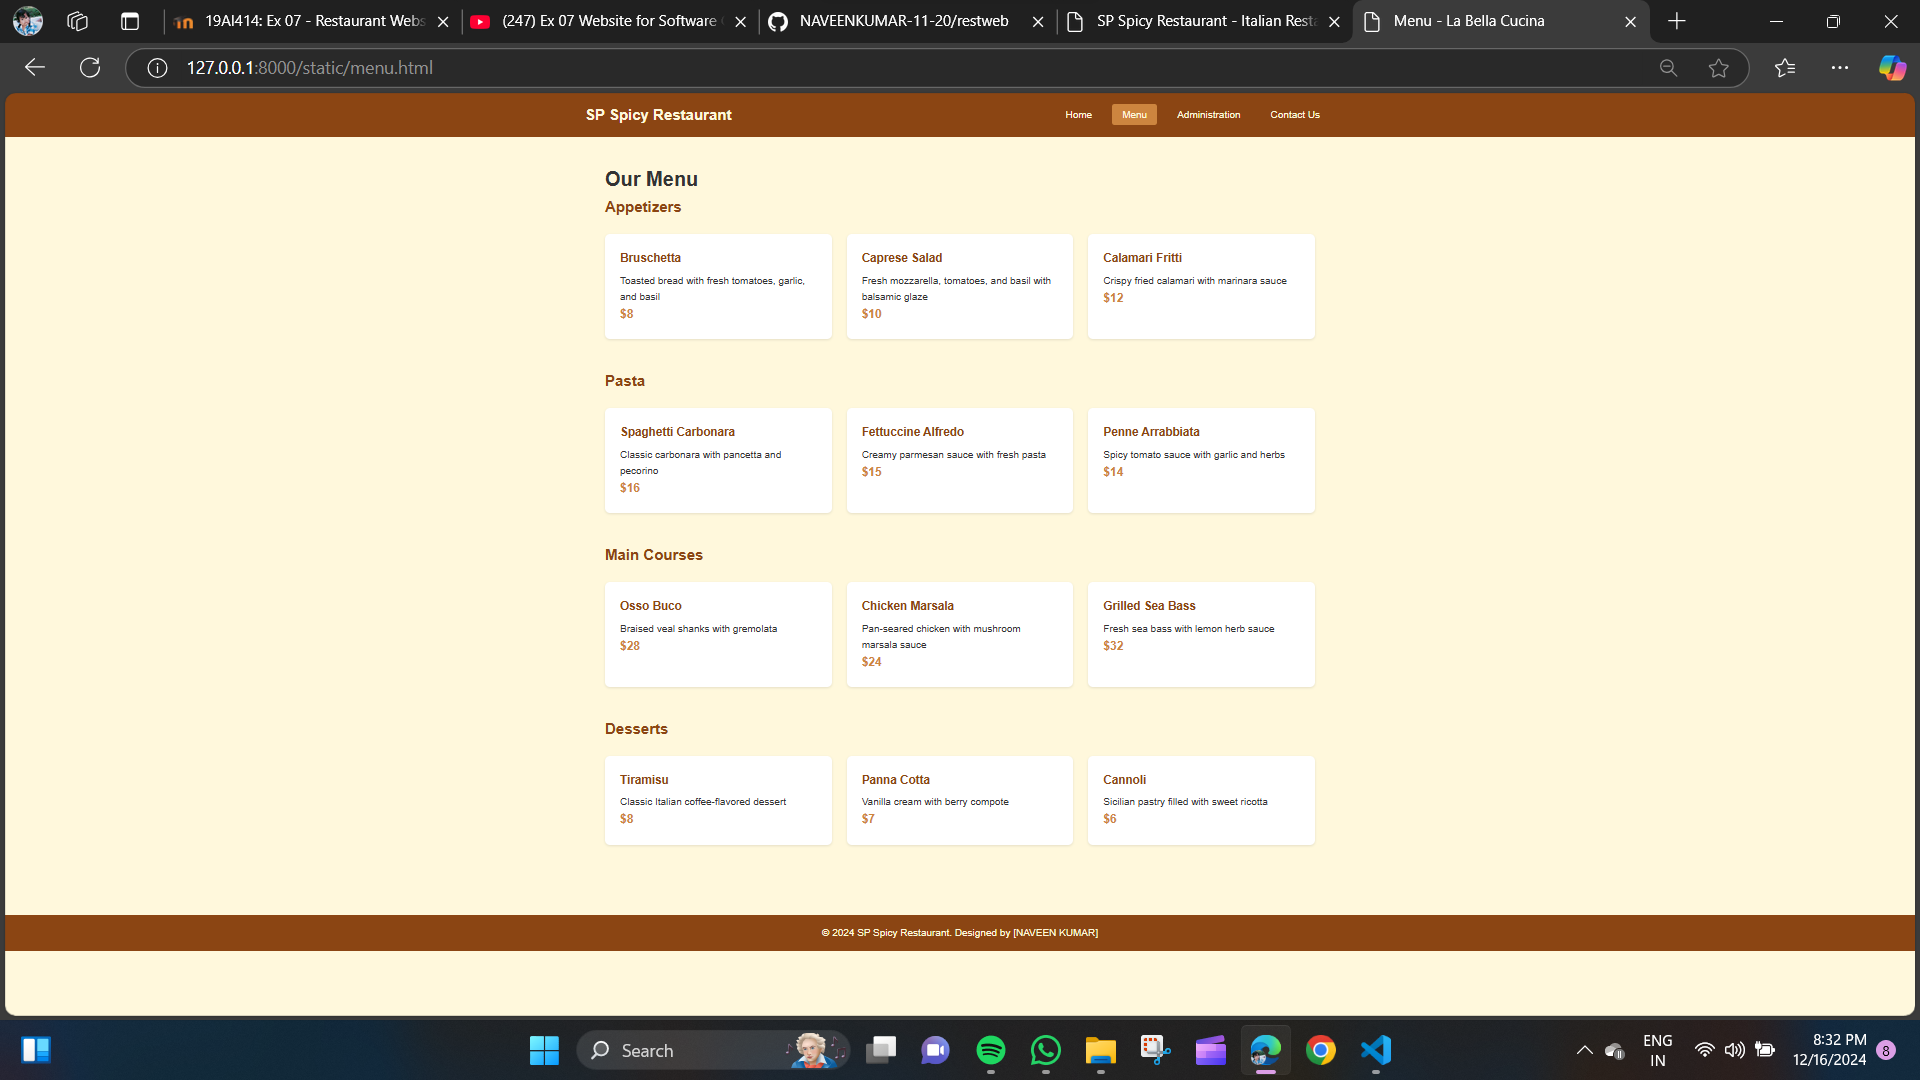 19AI414: Ex 07 - Restaurant Webs
(247) Ex 07 Website for Software
NAVEENKUMAR-11-20/restweb
SP Spicy Restaurant - Italian Resta
Menu - La Bella Cucina
127.0.0.1:8000/static/menu.html
SP Spicy Restaurant
Home
Menu
Administration
Contact Us
Our Menu
Appetizers
Bruschetta
Toasted bread with fresh tomatoes, garlic,
and basil
$8
Caprese Salad
Fresh mozzarella, tomatoes, and basil with
balsamic glaze
$10
Calamari Fritti
Crispy fried calamari with marinara sauce
$12
Pasta
Spaghetti Carbonara
Classic carbonara with pancetta and
pecorino
$16
Fettuccine Alfredo
Creamy parmesan sauce with fresh pasta
$15
Penne Arrabbiata
Spicy tomato sauce with garlic and herbs
$14
Main Courses
Osso Buco
Braised veal shanks with gremolata
$28
Chicken Marsala
Pan-seared chicken with mushroom
marsala sauce
$24
Grilled Sea Bass
Fresh sea bass with lemon herb sauce
$32
Desserts
Tiramisu
Classic Italian coffee-flavored dessert
$8
Panna Cotta
Vanilla cream with berry compote
$7
Cannoli
Sicilian pastry filled with sweet ricotta
$6
© 2024 SP Spicy Restaurant. Designed by [NAVEEN KUMAR]
Search
ENG
IN
8:32 PM
12/16/2024
8